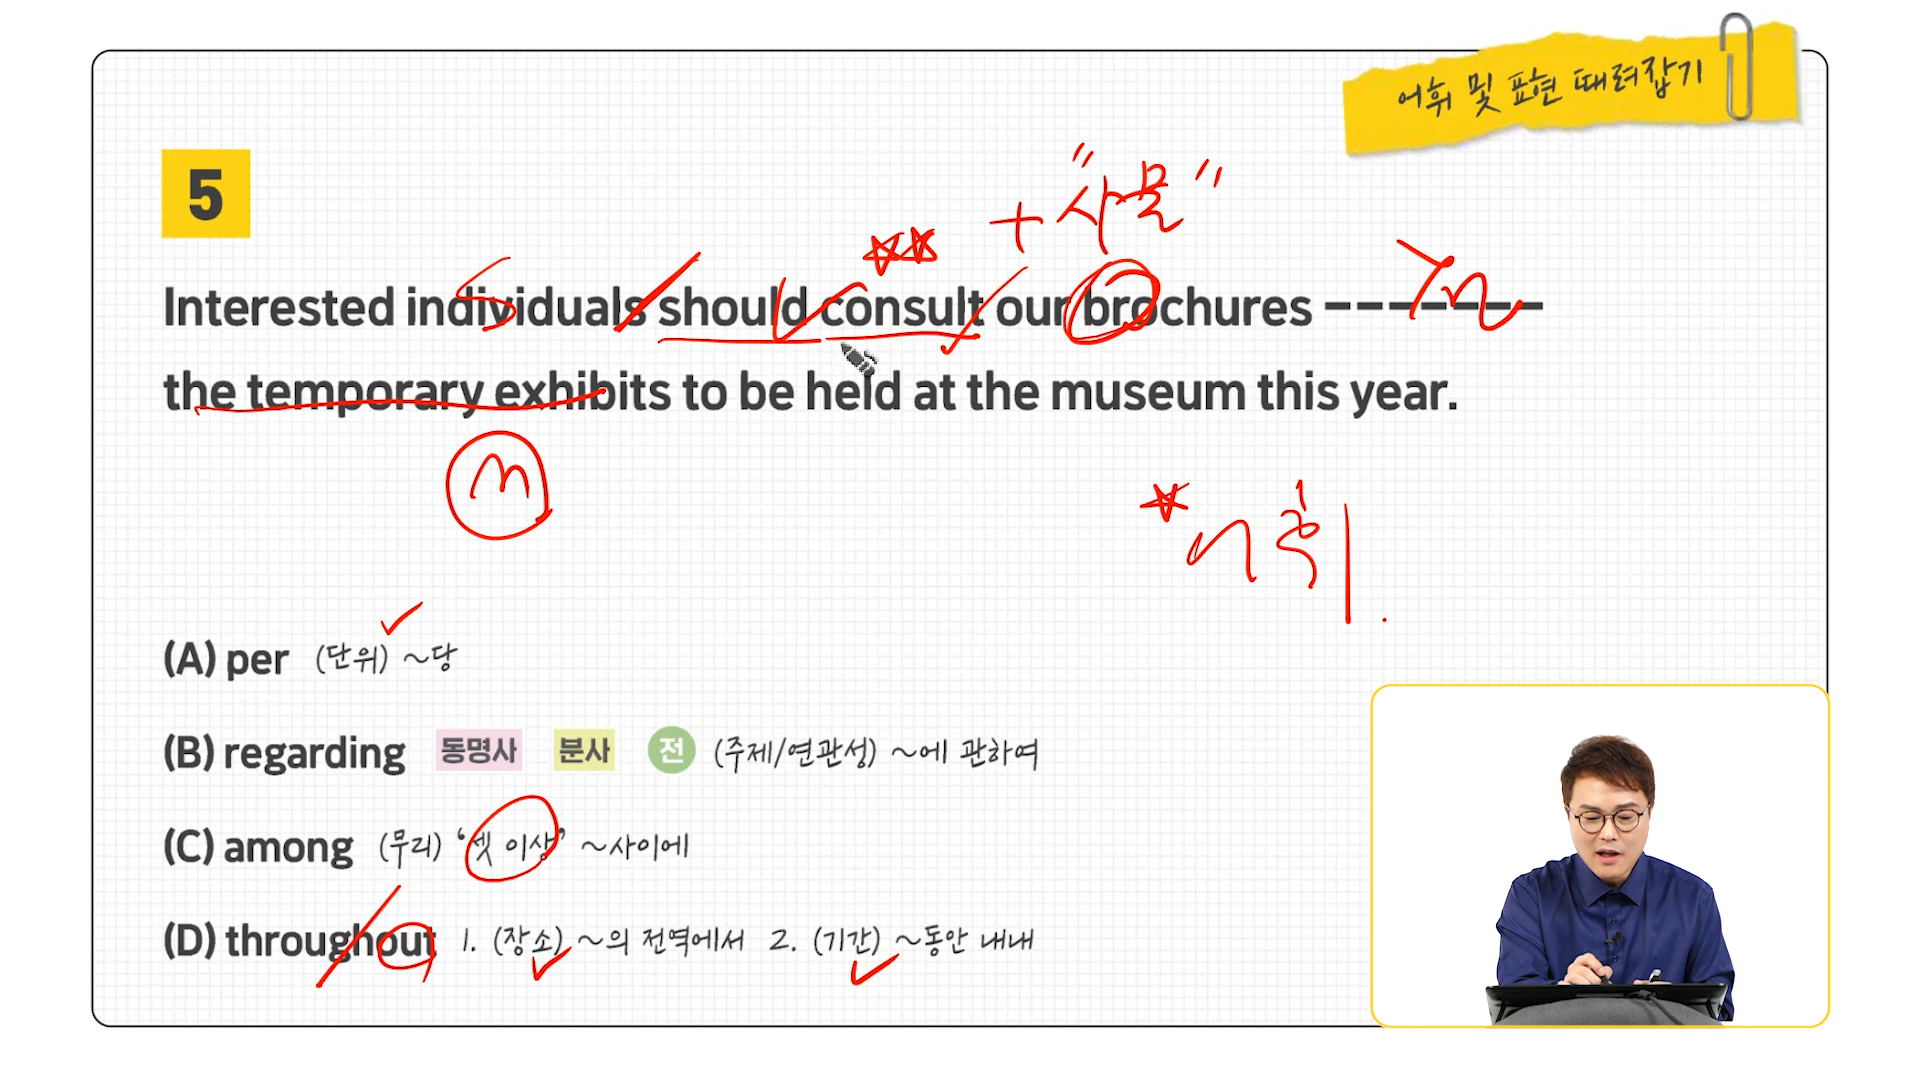 어휘 및 표현 때려잡기
5
+ "사물"
S
Interested individuals should consult our brochures -------
전
the temporary exhibits to be held at the museum this year.
n
어휘.
(A) per (단위) ~당
(B) regarding 동명사 분사 전 (주제/연관성) ~에 관하여
(C) among (무리) '셋 이상' ~사이에
(D) throughout 1. (장소) ~의 전역에서 2. (기간) ~동안 내내